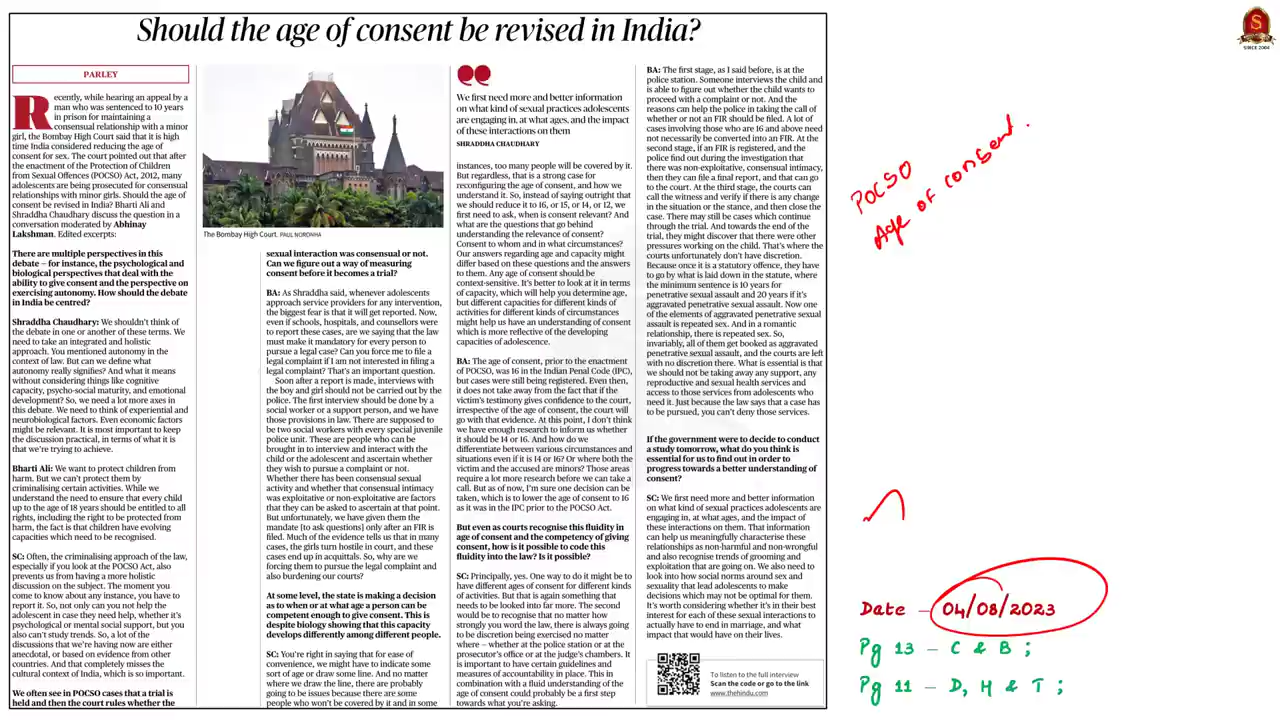 Should the age of consent be revised in India?
PARLEY
Recently, while hearing an appeal by a
man who was sentenced to 10 years
in prison for maintaining a
consensual relationship with a minor
girl, the Bombay High Court said that it is high
time India considered reducing the age of
consent for sex. The court pointed out that after
the enactment of the Protection of Children
from Sexual Offences (POCSO) Act, 2012, many
adolescents are being prosecuted for consensual
relationships with minor girls. Should the age of
consent be revised in India? Bharti Ali and
Shraddha Chaudhary discuss the question in a
conversation moderated by Abhinay
Lakshman. Edited excerpts:
There are multiple perspectives in this
debate — for instance, the psychological and
biological perspectives that deal with the
ability to give consent and the perspective on
exercising autonomy. How should the debate
in India be centred?
Shraddha Chaudhary: We shouldn't think of
the debate in one or another of these terms. We
need to take an integrated and holistic
approach. You mentioned autonomy in the
context of law. But can we define what
autonomy really signifies? And what it means
without considering things like cognitive
capacity, psycho-social maturity, and emotional
development? So, we need a lot more axes in
this debate. We need to think of experiential and
neurobiological factors. Even economic factors
might be relevant. It is most important to keep
the discussion practical, in terms of what it is
that we're trying to achieve.
Bharti Ali: We want to protect children from
harm. But we can't protect them by
criminalising certain activities. While we
understand the need to ensure that every child
up to the age of 18 years should be entitled to all
rights, including the right to be protected from
harm, the fact is that children have evolving
capacities which need to be recognised.
SC: Often, the criminalising approach of the law,
especially if you look at the POCSO Act, also
prevents us from having a more holistic
discussion on the subject. The moment you
come to know about any instance, you have to
report it. So, not only can you not help the
adolescent in case they need help, whether it's
psychological or mental social support, but you
also can't study trends. So, a lot of the
discussions that we're having now are either
anecdotal, or based on evidence from other
countries. And that completely misses the
cultural context of India, which is so important.
We often see in POCSO cases that a trial is
held and then the court rules whether the
The Bombay High Court. PAUL NORONHA
sexual interaction was consensual or not.
Can we figure out a way of measuring
consent before it becomes a trial?
BA: As Shraddha said, whenever adolescents
approach service providers for any intervention,
the biggest fear is that it will get reported. Now,
even if schools, hospitals, and counsellors were
to report these cases, are we saying that the law
must make it mandatory for every person to
pursue a legal case? Can you force me to file a
legal complaint if I am not interested in filing a
legal complaint? That's an important question.
Soon after a report is made, interviews with
the boy and girl should not be carried out by the
police. The first interview should be done by a
social worker or a support person, and we have
those provisions in law. There are supposed to
be two social workers with every special juvenile
police unit. These are people who can be
brought in to interview and interact with the
child or the adolescent and ascertain whether
they wish to pursue a complaint or not.
Whether there has been consensual sexual
activity and whether that consensual intimacy
was exploitative or non-exploitative are factors
that they can be asked to ascertain at that point.
But unfortunately, we have given them the
mandate [to ask questions] only after an FIR is
filed. Much of the evidence tells us that in many
cases, the girls turn hostile in court, and these
cases end up in acquittals. So, why are we
forcing them to pursue the legal complaint and
also burdening our courts?
At some level, the state is making a decision
as to when or at what age a person can be
competent enough to give consent. This is
despite biology showing that this capacity
develops differently among different people.
SC: You're right in saying that for ease of
convenience, we might have to indicate some
sort of age or draw some line. And no matter
where we draw the line, there are probably
going to be issues because there are some
people who won't be covered by it and in some
We first need more and better information
on what kind of sexual practices adolescents
are engaging in, at what ages, and the impact
of these interactions on them
SHRADDHA CHAUDHARY
instances, too many people will be covered by it.
But regardless, that is a strong case for
reconfiguring the age of consent, and how we
understand it. So, instead of saying outright that
we should reduce it to 16, or 15, or 14, or 12, we
first need to ask, when is consent relevant? And
what are the questions that go behind
understanding the relevance of consent?
Consent to whom and in what circumstances?
Our answers regarding age and capacity might
differ based on these questions and the answers
to them. Any age of consent should be
context-sensitive. It's better to look at it in terms
of capacity, which will help you determine age,
but different capacities for different kinds of
activities for different kinds of circumstances
might help us have an understanding of consent
which is more reflective of the developing
capacities of adolescence.
BA: The age of consent, prior to the enactment
of POCSO, was 16 in the Indian Penal Code (IPC),
but cases were still being registered. Even then,
it does not take away from the fact that if the
victim's testimony gives confidence to the court,
irrespective of the age of consent, the court will
go with that evidence. At this point, I don't think
we have enough research to inform us whether
it should be 14 or 16. And how do we
differentiate between various circumstances and
situations even if it is 14 or 16? Or where both the
victim and the accused are minors? Those areas
require a lot more research before we can take a
call. But as of now, I'm sure one decision can be
taken, which is to lower the age of consent to 16
as it was in the IPC prior to the POCSO Act.
But even as courts recognise this fluidity in
age of consent and the competency of giving
consent, how is it possible to code this
fluidity into the law? Is it possible?
SC: Principally, yes. One way to do it might be to
have different ages of consent for different kinds
of activities. But that is again something that
needs to be looked into far more. The second
would be to recognise that no matter how
strongly you word the law, there is always going
to be discretion being exercised no matter
where — whether at the police station or at the
prosecutor's office or at the judge's chambers. It
is important to have certain guidelines and
measures of accountability in place. This in
combination with a fluid understanding of the
age of consent could probably be a first step
towards what you're asking.
BA: The first stage, as I said before, is at the
police station. Someone interviews the child and
is able to figure out whether the child wants to
proceed with a complaint or not. And the
reasons can help the police in taking the call of
whether or not an FIR should be filed. A lot of
cases involving those who are 16 and above need
not necessarily be converted into an FIR. At the
second stage, if an FIR is registered, and the
police find out during the investigation that
there was non-exploitative, consensual intimacy,
then they can file a final report, and that can go
to the court. At the third stage, the courts can
call the witness and verify if there is any change
in the situation or the stance, and then close the
case. There may still be cases which continue
through the trial. And towards the end of the
trial, they might discover that there were other
pressures working on the child. That's where the
courts unfortunately don't have discretion.
Because once it is a statutory offence, they have
to go by what is laid down in the statute, where
the minimum sentence is 10 years for
penetrative sexual assault and 20 years if it's
aggravated penetrative sexual assault. Now one
of the elements of aggravated penetrative sexual
assault is repeated sex. And in a romantic
relationship, there is repeated sex. So,
invariably, all of them get booked as aggravated
penetrative sexual assault, and the courts are left
with no discretion there. What is essential is that
we should not be taking away any support, any
reproductive and sexual health services and
access to those services from adolescents who
need it. Just because the law says that a case has
to be pursued, you can't deny those services.
If the government were to decide to conduct
a study tomorrow, what do you think is
essential for us to find out in order to
progress towards a better understanding of
consent?
SC: We first need more and better information
on what kind of sexual practices adolescents are
engaging in, at what ages, and the impact of
these interactions on them. That information
can help us meaningfully characterise these
relationships as non-harmful and non-wrongful
and also recognise trends of grooming and
exploitation that are going on. We also need to
look into how social norms around sex and
sexuality that lead adolescents to make
decisions which may not be optimal for them.
It's worth considering whether it's in their best
interest for each of these sexual interactions to
actually have to end in marriage, and what
impact that would have on their lives.
To listen to the full interview
Scan the code or go to the link
www.thehindu.com
POCSO
Age of consent.
Date – 04/08/2023
Pg 13 – C & B ;
Pg 11 – D, H & T ;
S
SINCE 2004